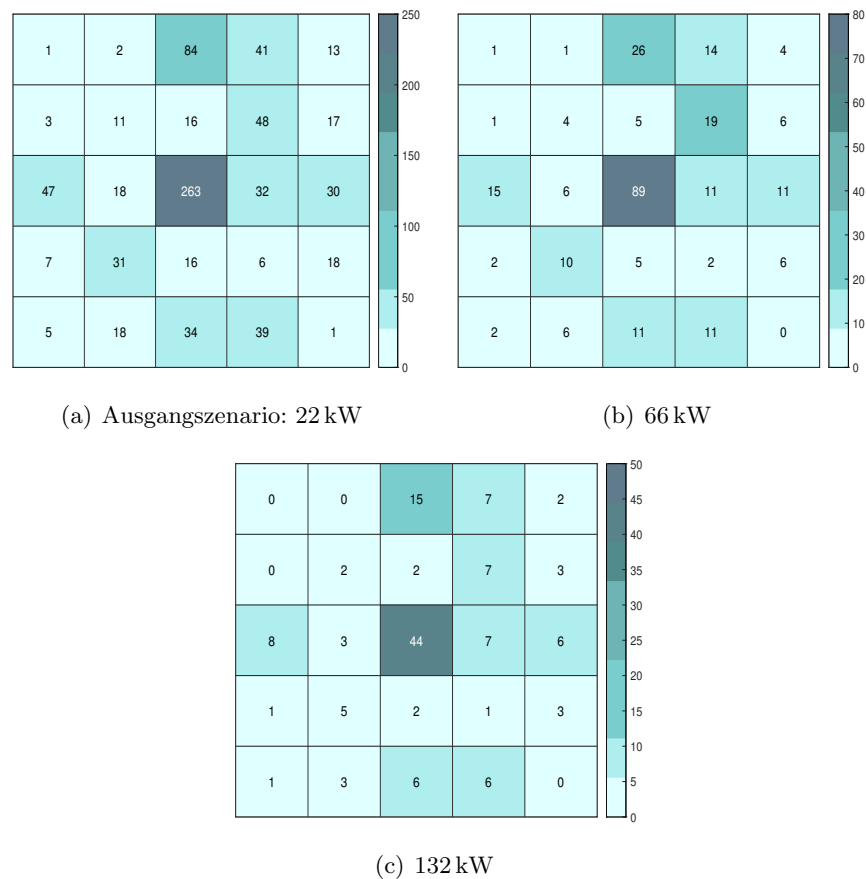 1 2 84 41 13
3 11 16 48 17
47 18 263 32 30
7 31 16 6 18
5 18 34 39 1
250
200
150
100
50
0
(a) Ausgangszenario: 22 kW
1 1 26 14 4
1 4 5 19 6
15 6 89 11 11
2 10 5 2 6
2 6 11 11 0
80
70
60
50
40
30
20
10
0
(b) 66 kW
0 0 15 7 2
0 2 2 7 3
8 3 44 7 6
1 5 2 1 3
1 3 6 6 0
50
45
40
35
30
25
20
15
10
5
0
(c) 132 kW